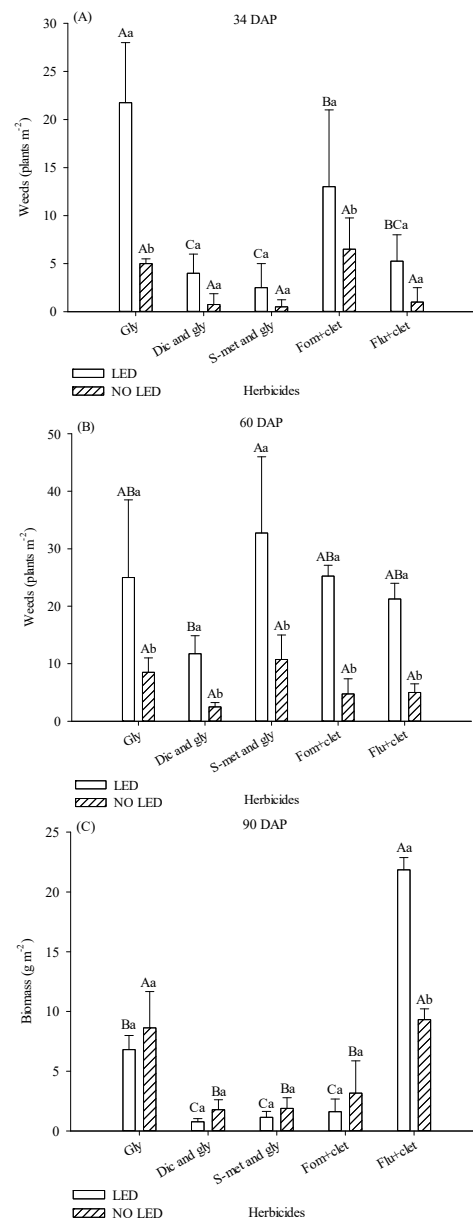 (A)
34 DAP
30
25
20
15
10
5
0
Weeds (plants m-2)
Aa
Ab
Ca
Aa
Ca
Aa
Ba
Ab
BCa
Aa
Gly
Dic and gly
S-met and gly
Fom+clet
Flu+clet
LED
NO LED
Herbicides
(B)
60 DAP
50
40
30
20
10
0
Weeds (plants m-2)
ABa
Ab
Ba
Ab
Aa
Ab
ABa
Ab
ABa
Ab
Gly
Dic and gly
S-met and gly
Fom+clet
Flu+clet
LED
NO LED
Herbicides
(C)
90 DAP
25
20
15
10
5
0
Biomass (g m-2)
Ba
Aa
Ca
Ba
Ca
Ba
Ca
Ba
Aa
Ab
Gly
Dic and gly
S-met and gly
Fom+clet
Flu+clet
LED
NO LED
Herbicides